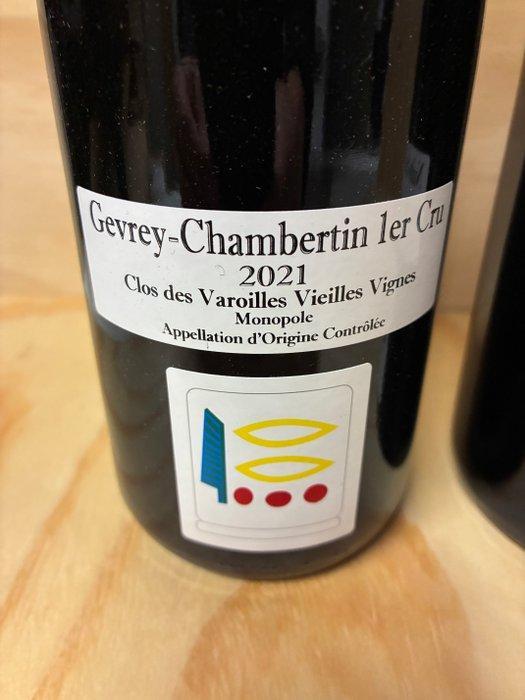 Gevrey-Chambertin 1er Cru
2021
Clos des Varoilles Vieilles Vignes
Monopole
Appellation d'Origine Contrôlée